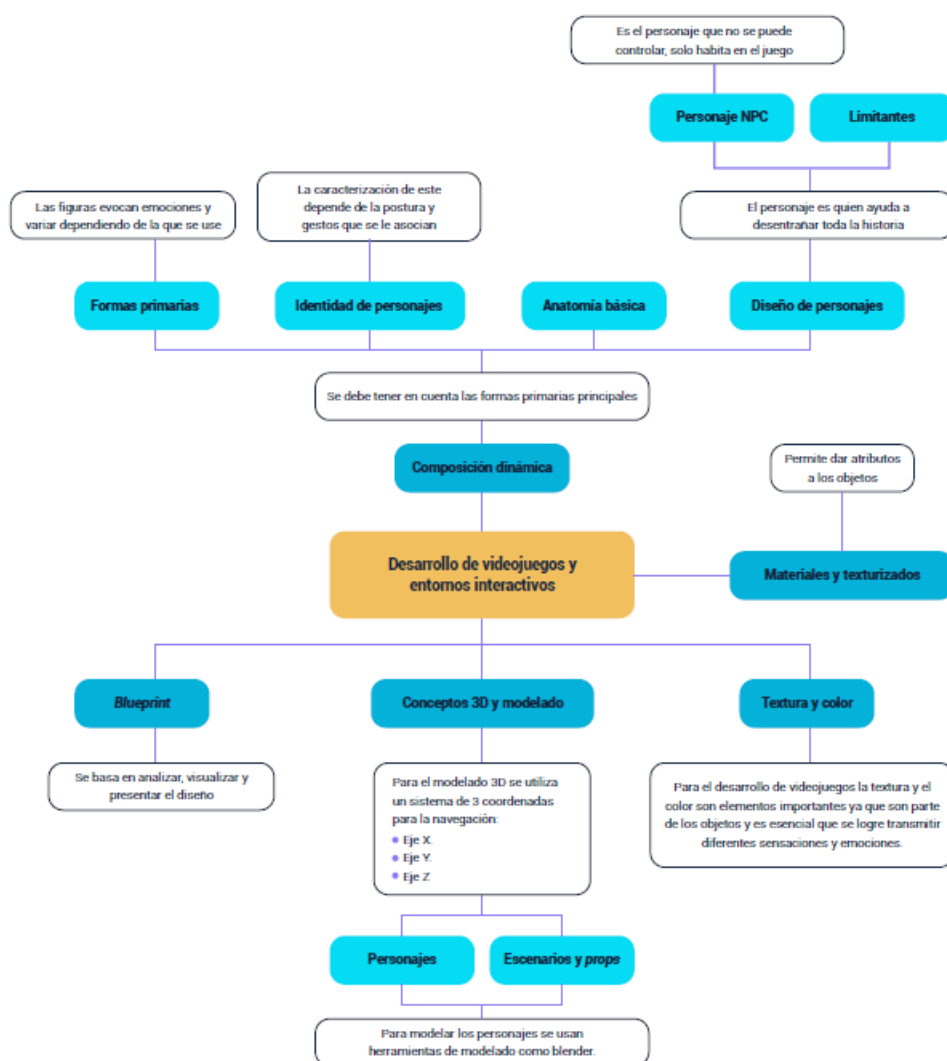 Es el personaje que no se puede
controlar, solo habita en el juego
Personaje NPC
Limitantes
Las figuras evocan emociones y
variar dependiendo de la que se use
La caracterización de este
depende de la postura y
gestos que se le asocian
El personaje es quien ayuda a
desentrañar toda la historia
Formas primarias
Identidad de personajes
Anatomía básica
Diseño de personajes
Se debe tener en cuenta las formas primarias principales
Composición dinámica
Permite dar atributos
a los objetos
Desarrollo de videojuegos y
entornos interactivos
Materiales y texturizados
Blueprint
Conceptos 3D y modelado
Textura y color
Se basa en analizar, visualizar y
presentar el diseño
Para el modelado 3D se utiliza
un sistema de 3 coordenadas
para la navegación:
• Eje X.
• Eje Y.
• Eje Z
Para el desarrollo de videojuegos la textura y el
color son elementos importantes ya que son parte
de los objetos y es esencial que se logre transmitir
diferentes sensaciones y emociones.
Personajes
Escenarios y props
Para modelar los personajes se usan
herramientas de modelado como blender.